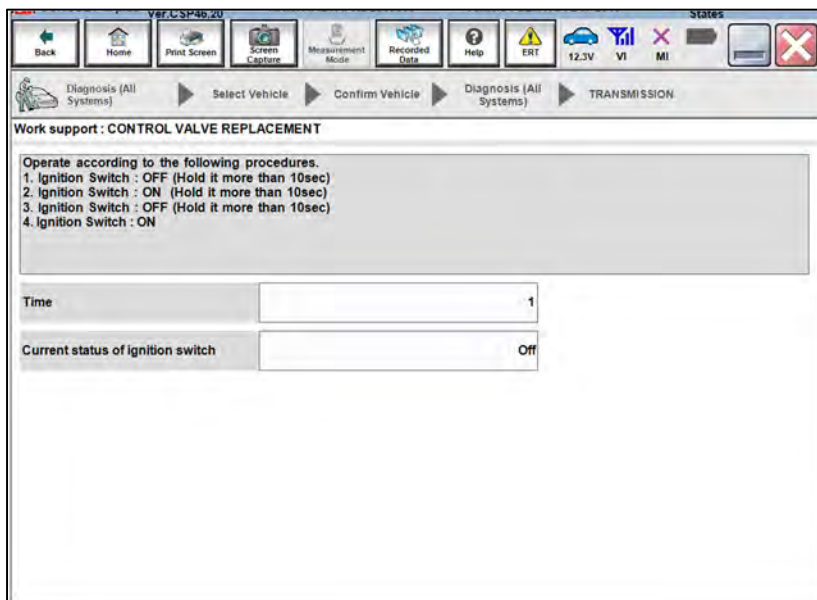 Ver.CSP46.20
States
Back
Home
Print Screen
Screen
Capture
Measurement
Mode
Recorded
Data
Help
ERT
12.3V
VI
MI
Diagnosis (All
Systems)
Select Vehicle
Confirm Vehicle
Diagnosis (All
Systems)
TRANSMISSION
Work support : CONTROL VALVE REPLACEMENT
Operate according to the following procedures.
1. Ignition Switch : OFF (Hold it more than 10sec)
2. Ignition Switch : ON (Hold it more than 10sec)
3. Ignition Switch : OFF (Hold it more than 10sec)
4. Ignition Switch : ON
Time
1
Current status of ignition switch
Off